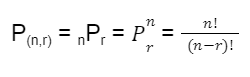 P(n,r) = nPr = P^n_r = n!/(n−r)!